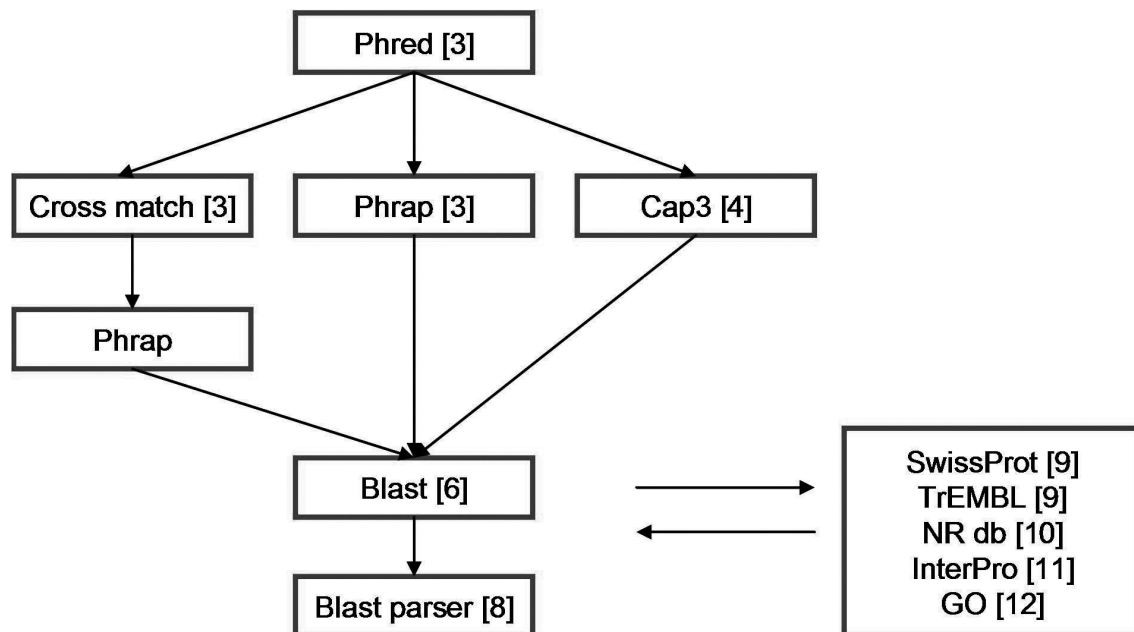 Phred [3]
Cross match [3]
Phrap [3]
Cap3 [4]
Phrap
Blast [6]
Blast parser [8]
SwissProt [9]
TrEMBL [9]
NR db [10]
InterPro [11]
GO [12]